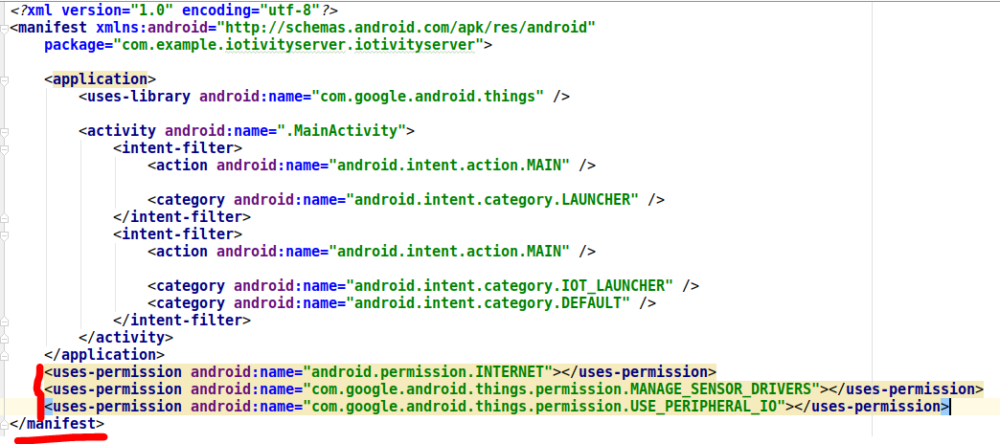 <?xml version="1.0" encoding="utf-8"?>
<manifest xmlns:android="http://schemas.android.com/apk/res/android"
package="com.example.iotivityserver.iotivityserver">
<application>
<uses-library android:name="com.google.android.things" />
<activity android:name=".MainActivity">
<intent-filter>
<action android:name="android.intent.action.MAIN" />
<category android:name="android.intent.category.LAUNCHER" />
</intent-filter>
<intent-filter>
<action android:name="android.intent.action.MAIN" />
<category android:name="android.intent.category.IOT_LAUNCHER" />
<category android:name="android.intent.category.DEFAULT" />
</intent-filter>
</activity>
</application>
<uses-permission android:name="android.permission.INTERNET"></uses-permission>
<uses-permission android:name="com.google.android.things.permission.MANAGE_SENSOR_DRIVERS"></uses-permission>
<uses-permission android:name="com.google.android.things.permission.USE_PERIPHERAL_IO"></uses-permission>
</manifest>